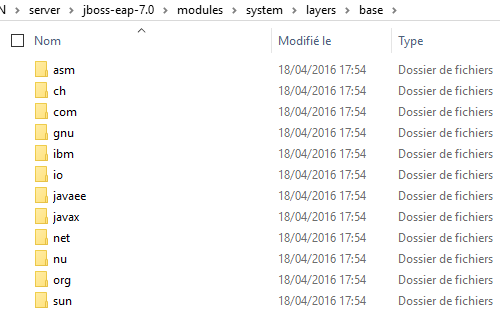 N > server > jboss-eap-7.0 > modules > system > layers > base >
Nom Modifié le Type
asm 18/04/2016 17:54 Dossier de fichiers
ch 18/04/2016 17:54 Dossier de fichiers
com 18/04/2016 17:54 Dossier de fichiers
gnu 18/04/2016 17:54 Dossier de fichiers
ibm 18/04/2016 17:54 Dossier de fichiers
io 18/04/2016 17:54 Dossier de fichiers
javaee 18/04/2016 17:54 Dossier de fichiers
javax 18/04/2016 17:54 Dossier de fichiers
net 18/04/2016 17:54 Dossier de fichiers
nu 18/04/2016 17:54 Dossier de fichiers
org 18/04/2016 17:54 Dossier de fichiers
sun 18/04/2016 17:54 Dossier de fichiers